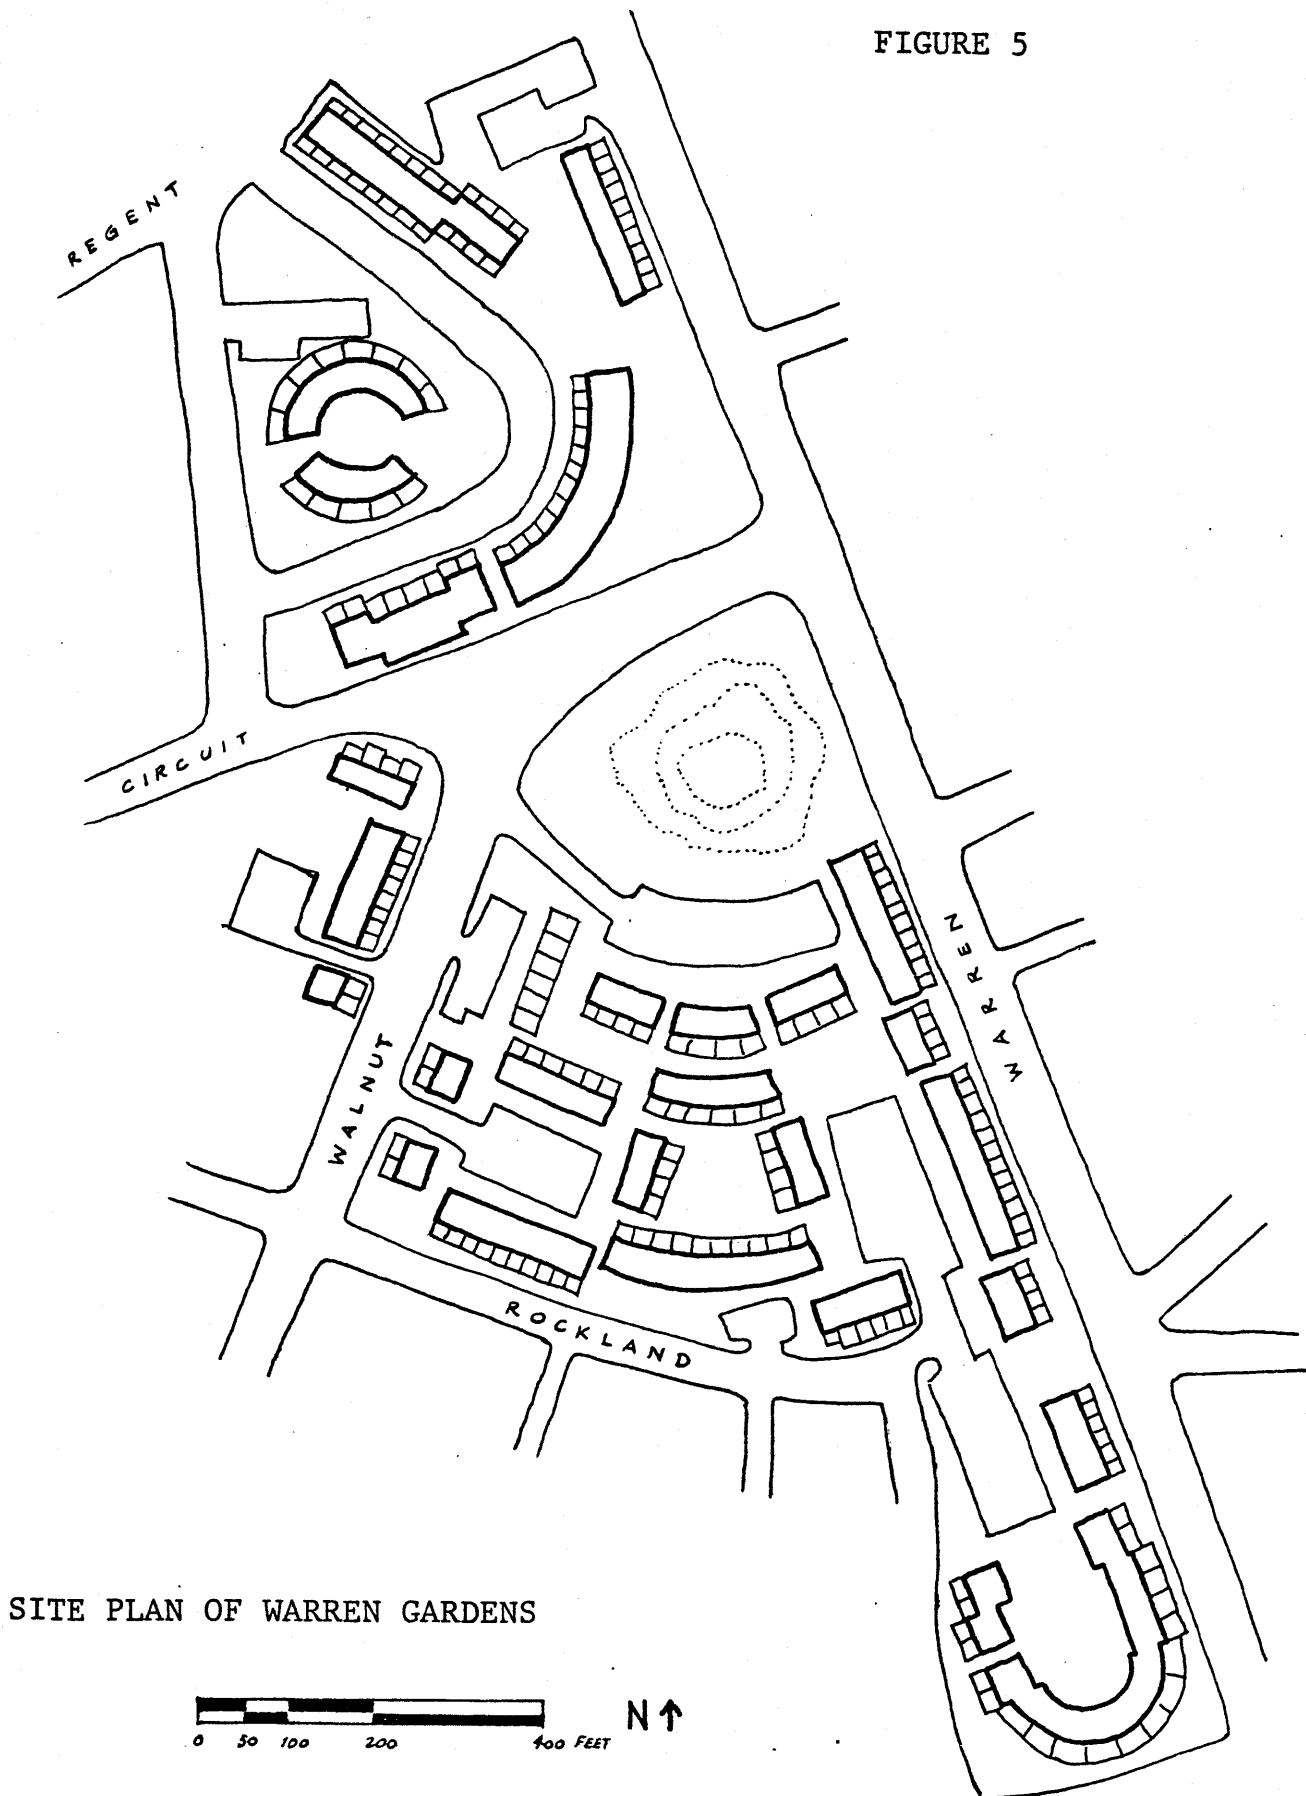 FIGURE 5
REGENT
CIRCUIT
WARREN
WALNUT
ROCKLAND
SITE PLAN OF WARREN GARDENS
0 50 100 200 400 FEET
N